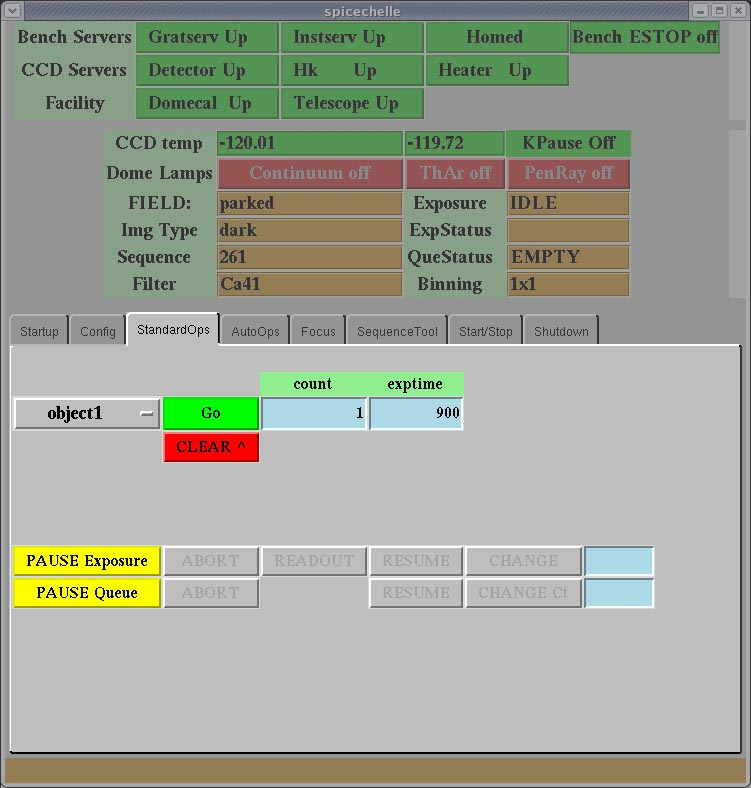 spicechelle
Bench Servers Gratserv Up Instserv Up Homed Bench ESTOP off
CCD Servers Detector Up Hk Up Heater Up
Facility Domecal Up Telescope Up
CCD temp -120.01 -119.72 KPause Off
Dome Lamps Continuum off ThAr off PenRay off
FIELD: parked Exposure IDLE
Img Type dark ExpStatus
Sequence 261 QueStatus EMPTY
Filter Ca41 Binning 1x1
Startup Config StandardOps AutoOps Focus SequenceTool Start/Stop Shutdown
count exptime
object1 Go 1 900
CLEAR ^
PAUSE Exposure ABORT READOUT RESUME CHANGE
PAUSE Queue ABORT RESUME CHANGE Ct